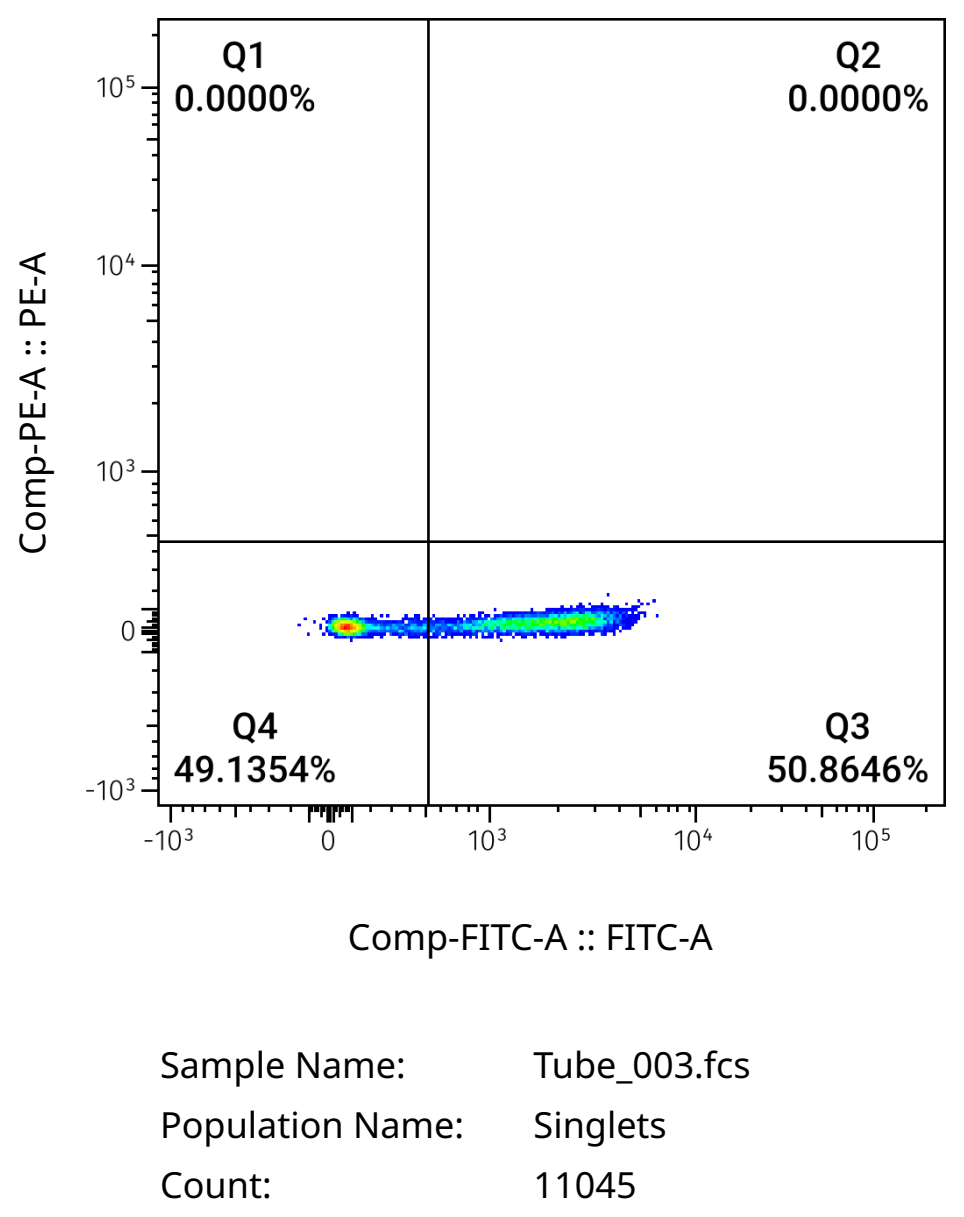 Q1
0.0000%
Q2
0.0000%
10⁵
10⁴
10³
0
-10³
Comp-PE-A :: PE-A
Q4
49.1354%
Q3
50.8646%
-10³ 0 10³ 10⁴ 10⁵
Comp-FITC-A :: FITC-A
Sample Name: Tube_003.fcs
Population Name: Singlets
Count: 11045